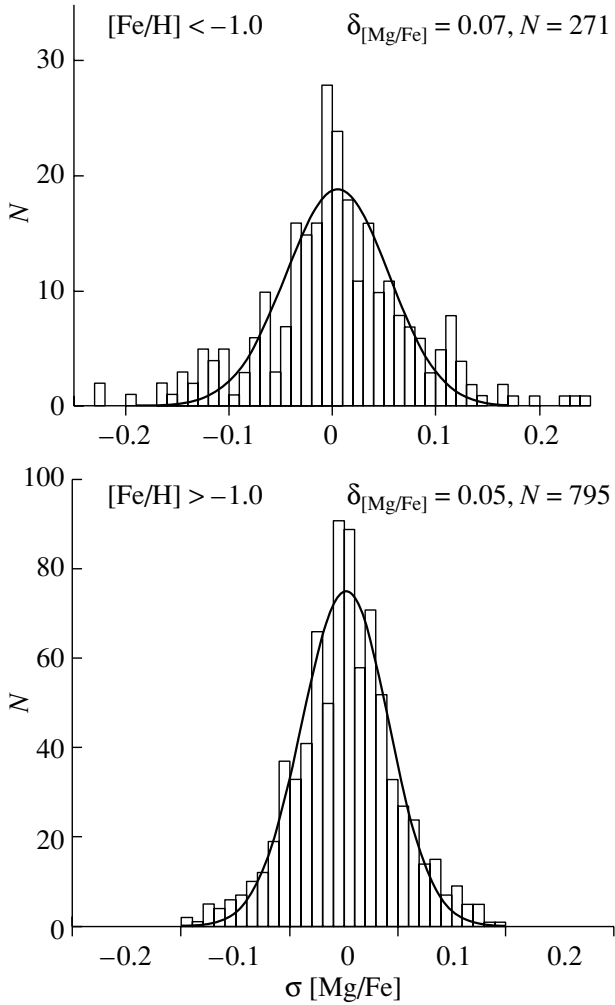 [Fe/H] < –1.0 δ[Mg/Fe] = 0.07, N = 271
30
20
10
0
N
–0.2 –0.1 0 0.1 0.2
[Fe/H] > –1.0 δ[Mg/Fe] = 0.05, N = 795
100
80
60
40
20
0
N
–0.2 –0.1 0 0.1 0.2
σ [Mg/Fe]